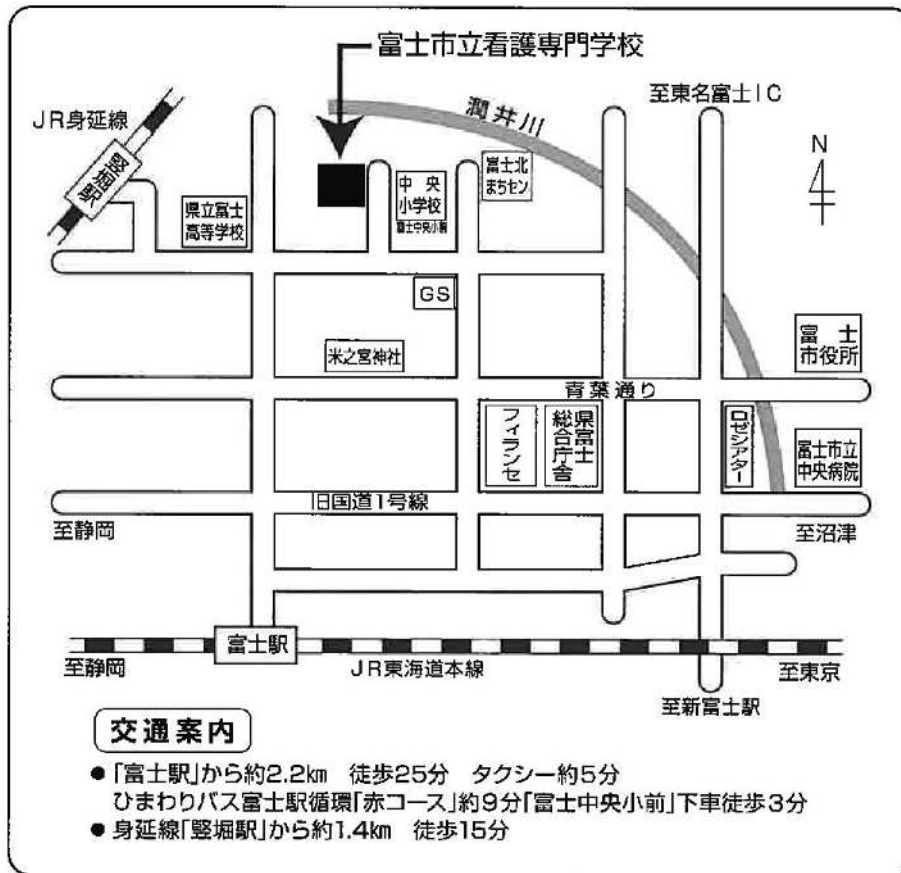 富士市立看護専門学校
至東名富士IC
潤井川
JR身延線
竪堀駅
N
富士北
まちセン
中央
小学校
富士中央小前
県立富士
高等学校
GS
富士
市役所
米之宮神社
青葉通り
フィランセ
県富士
総合庁舎
ロゼシアター
富士市立
中央病院
旧国道1号線
至静岡
至沼津
富士駅
至静岡
JR東海道本線
至東京
至新富士駅
交通案内
●「富士駅」から約2.2㎞ 徒歩25分 タクシー約5分
ひまわりバス富士駅循環「赤コース」約9分「富士中央小前」下車徒歩3分
●身延線「竪堀駅」から約1.4㎞ 徒歩15分